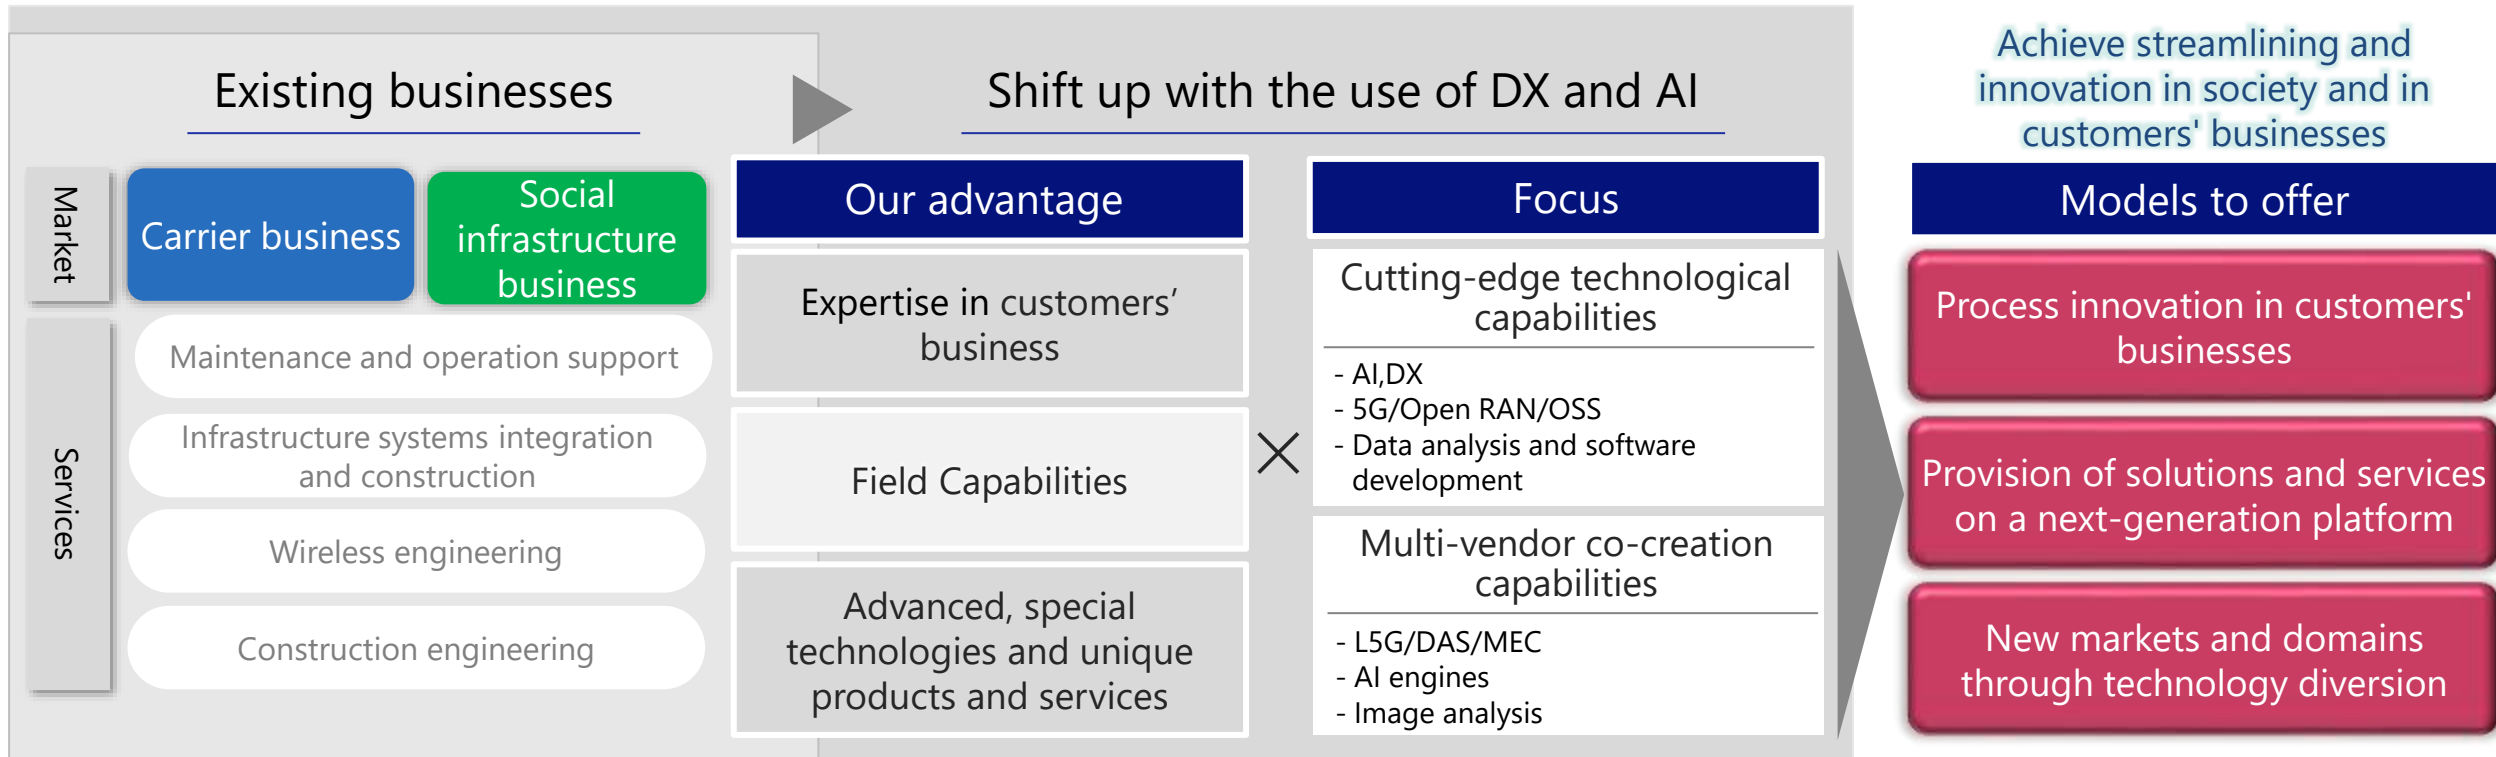 Existing businesses
Market
Carrier business
Social
infrastructure
business
Services
Maintenance and operation support
Infrastructure systems integration
and construction
Wireless engineering
Construction engineering
Shift up with the use of DX and AI
Our advantage
Expertise in customers’
business
Field Capabilities
Advanced, special
technologies and unique
products and services
×
Focus
Cutting-edge technological
capabilities
- AI,DX
- 5G/Open RAN/OSS
- Data analysis and software
development
Multi-vendor co-creation
capabilities
- L5G/DAS/MEC
- AI engines
- Image analysis
Achieve streamlining and
innovation in society and in
customers' businesses
Models to offer
Process innovation in customers'
businesses
Provision of solutions and services
on a next-generation platform
New markets and domains
through technology diversion